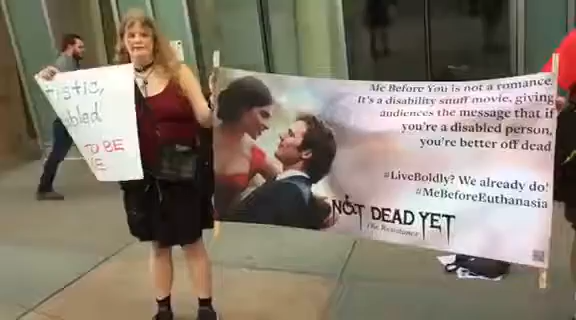 tistic,
abled
TO BE
Me Before You is not a romance.
It's a disability snuff movie, giving
audiences the message that if
you're a disabled person,
you're better off dead
#LiveBoldly? We already do!
#MeBeforeEuthanasia
NOT DEAD YET
The Resistance